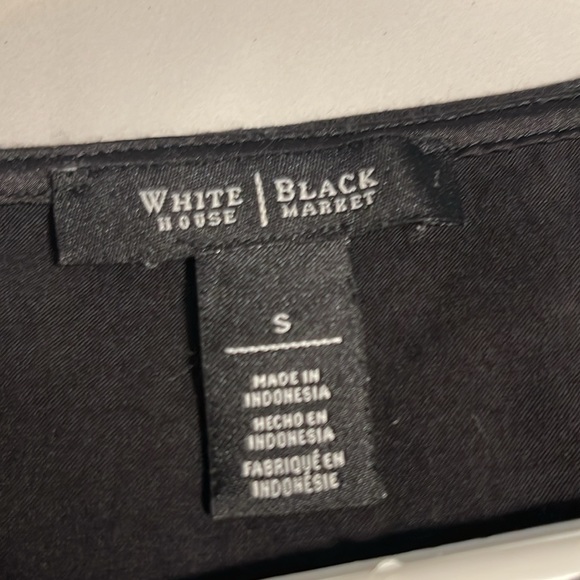 WHITE | BLACK
HOUSE | MARKET
S
MADE IN
INDONESIA
HECHO EN
INDONESIA
FABRIQUÉ EN
INDONÉSIE